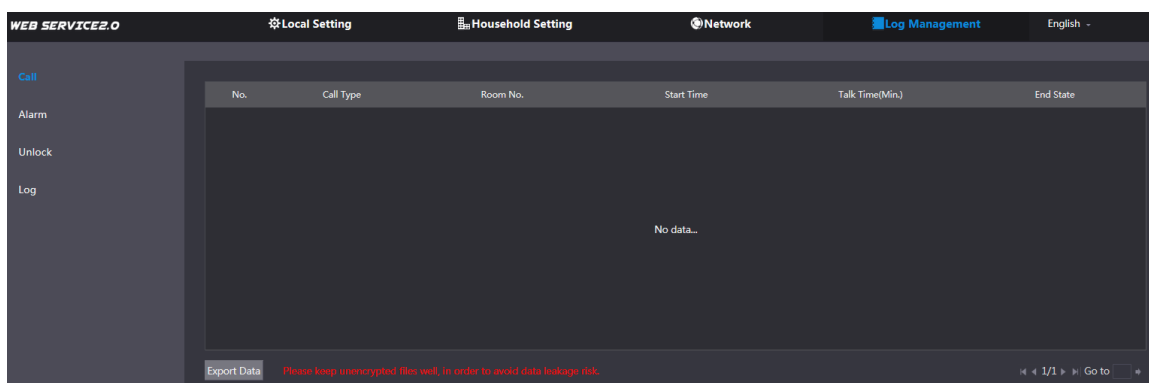 WEB SERVICE2.0 Local Setting Household Setting Network Log Management English
Call
No. Call Type Room No. Start Time Talk Time(Min.) End State
Alarm
Unlock
Log
No data...
Export Data Please keep unencrypted files well, in order to avoid data leakage risk. 1/1 Go to